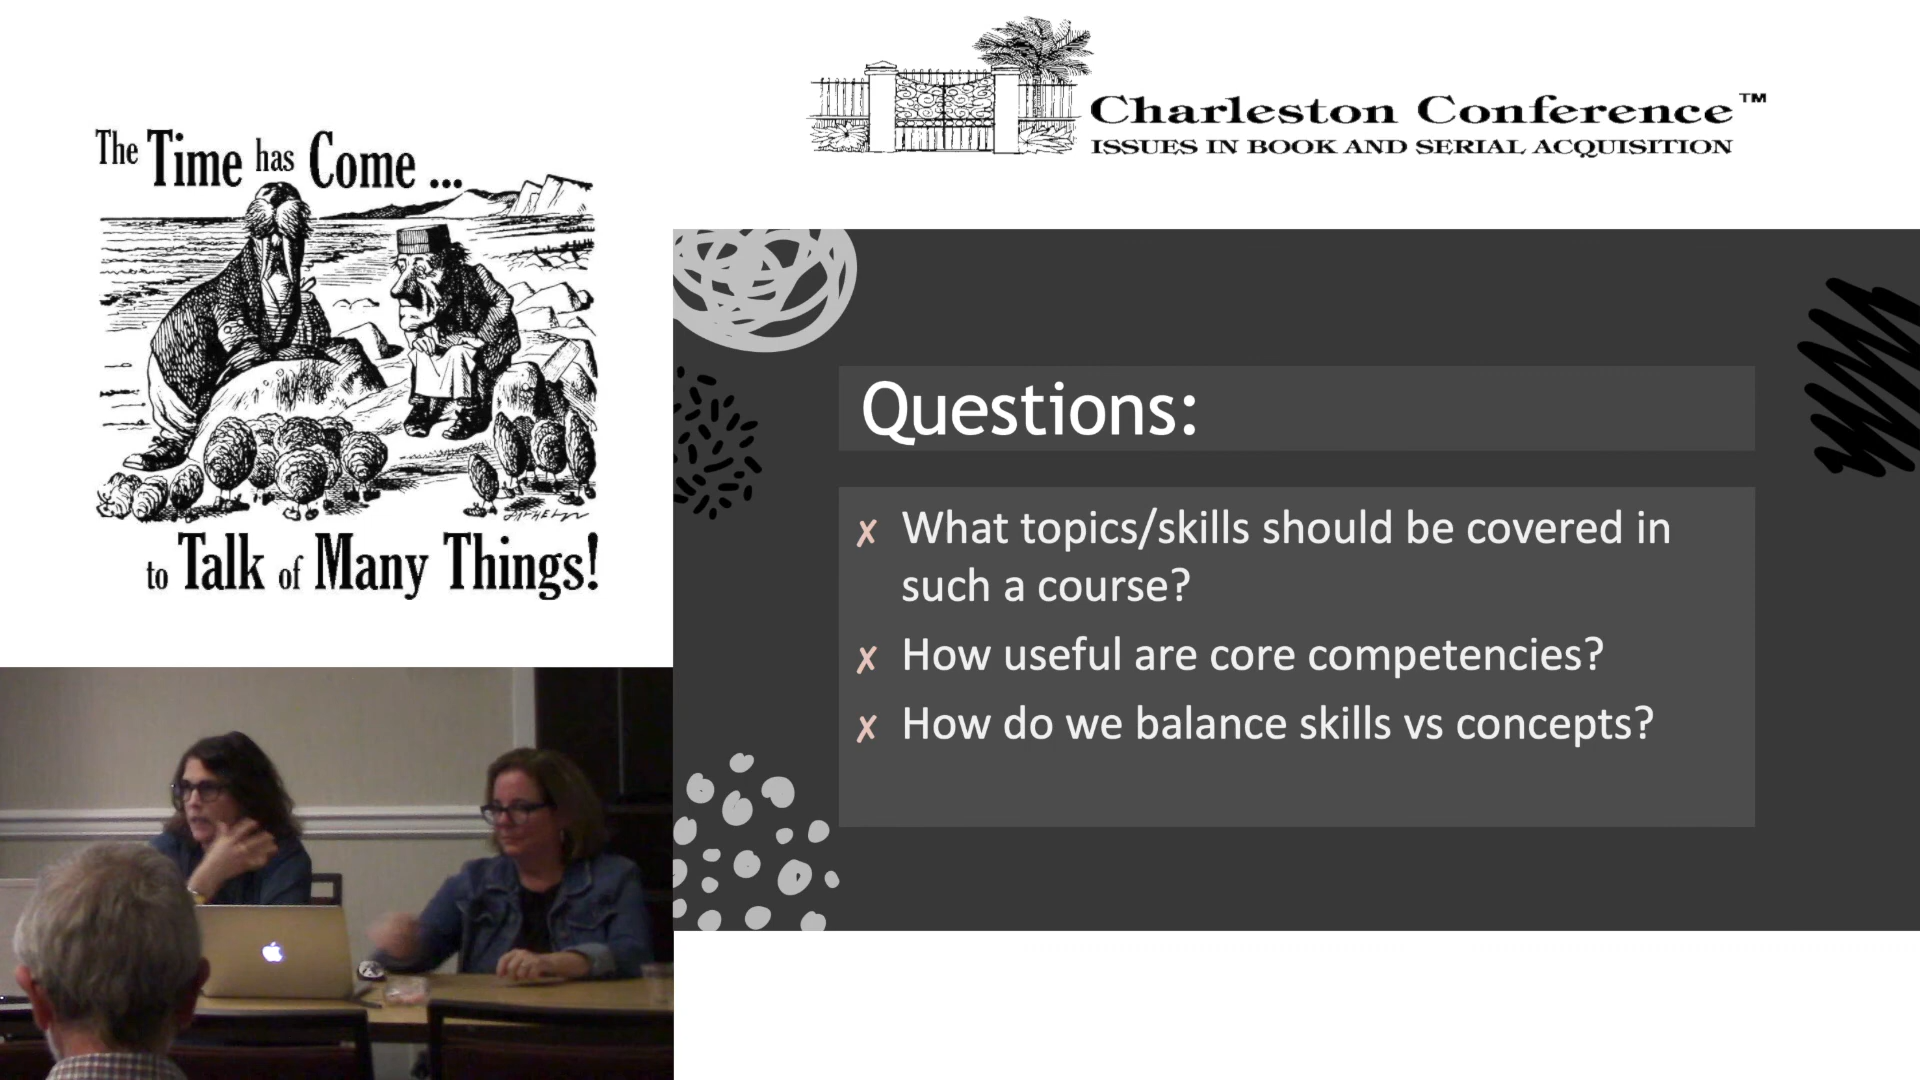 The Time has Come ...
to Talk of Many Things!
Charleston Conference™
ISSUES IN BOOK AND SERIAL ACQUISITION
Questions:
✗ What topics/skills should be covered in
such a course?
✗ How useful are core competencies?
✗ How do we balance skills vs concepts?